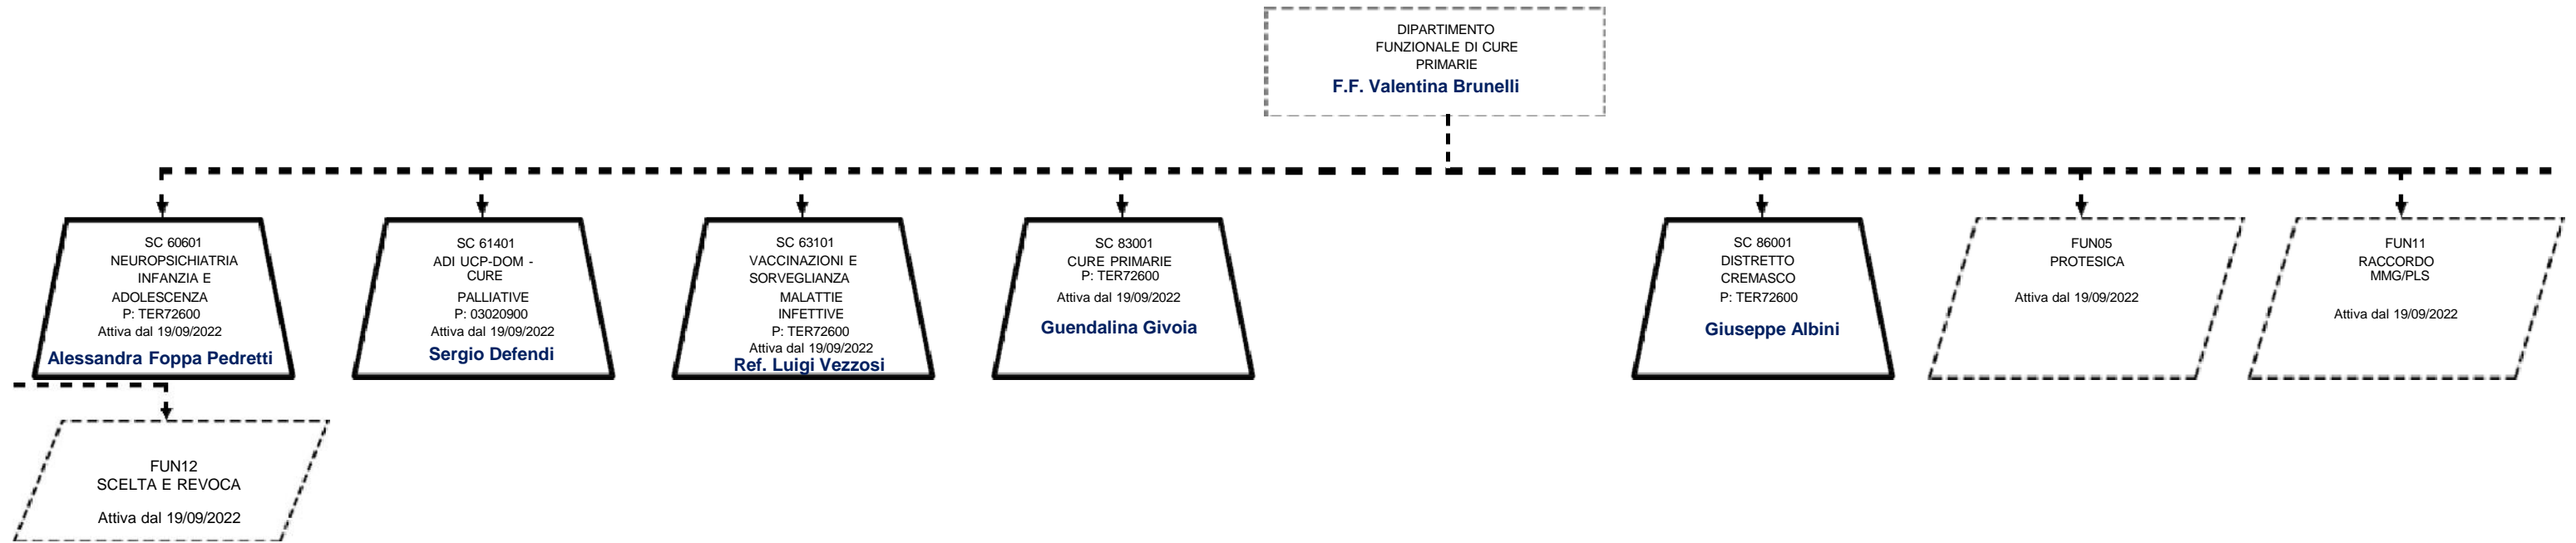 DIPARTIMENTO
FUNZIONALE DI CURE
PRIMARIE
F.F. Valentina Brunelli
SC 60601
NEUROPSICHIATRIA
INFANZIA E
ADOLESCENZA
P: TER72600
Attiva dal 19/09/2022
Alessandra Foppa Pedretti
SC 61401
ADI UCP-DOM -
CURE
PALLIATIVE
P: 03020900
Attiva dal 19/09/2022
Sergio Defendi
SC 63101
VACCINAZIONI E
SORVEGLIANZA
MALATTIE
INFETTIVE
P: TER72600
Attiva dal 19/09/2022
Ref. Luigi Vezzosi
SC 83001
CURE PRIMARIE
P: TER72600
Attiva dal 19/09/2022
Guendalina Givoia
SC 86001
DISTRETTO
CREMASCO
P: TER72600
Giuseppe Albini
FUN05
PROTESICA
Attiva dal 19/09/2022
FUN11
RACCORDO
MMG/PLS
Attiva dal 19/09/2022
FUN12
SCELTA E REVOCA
Attiva dal 19/09/2022